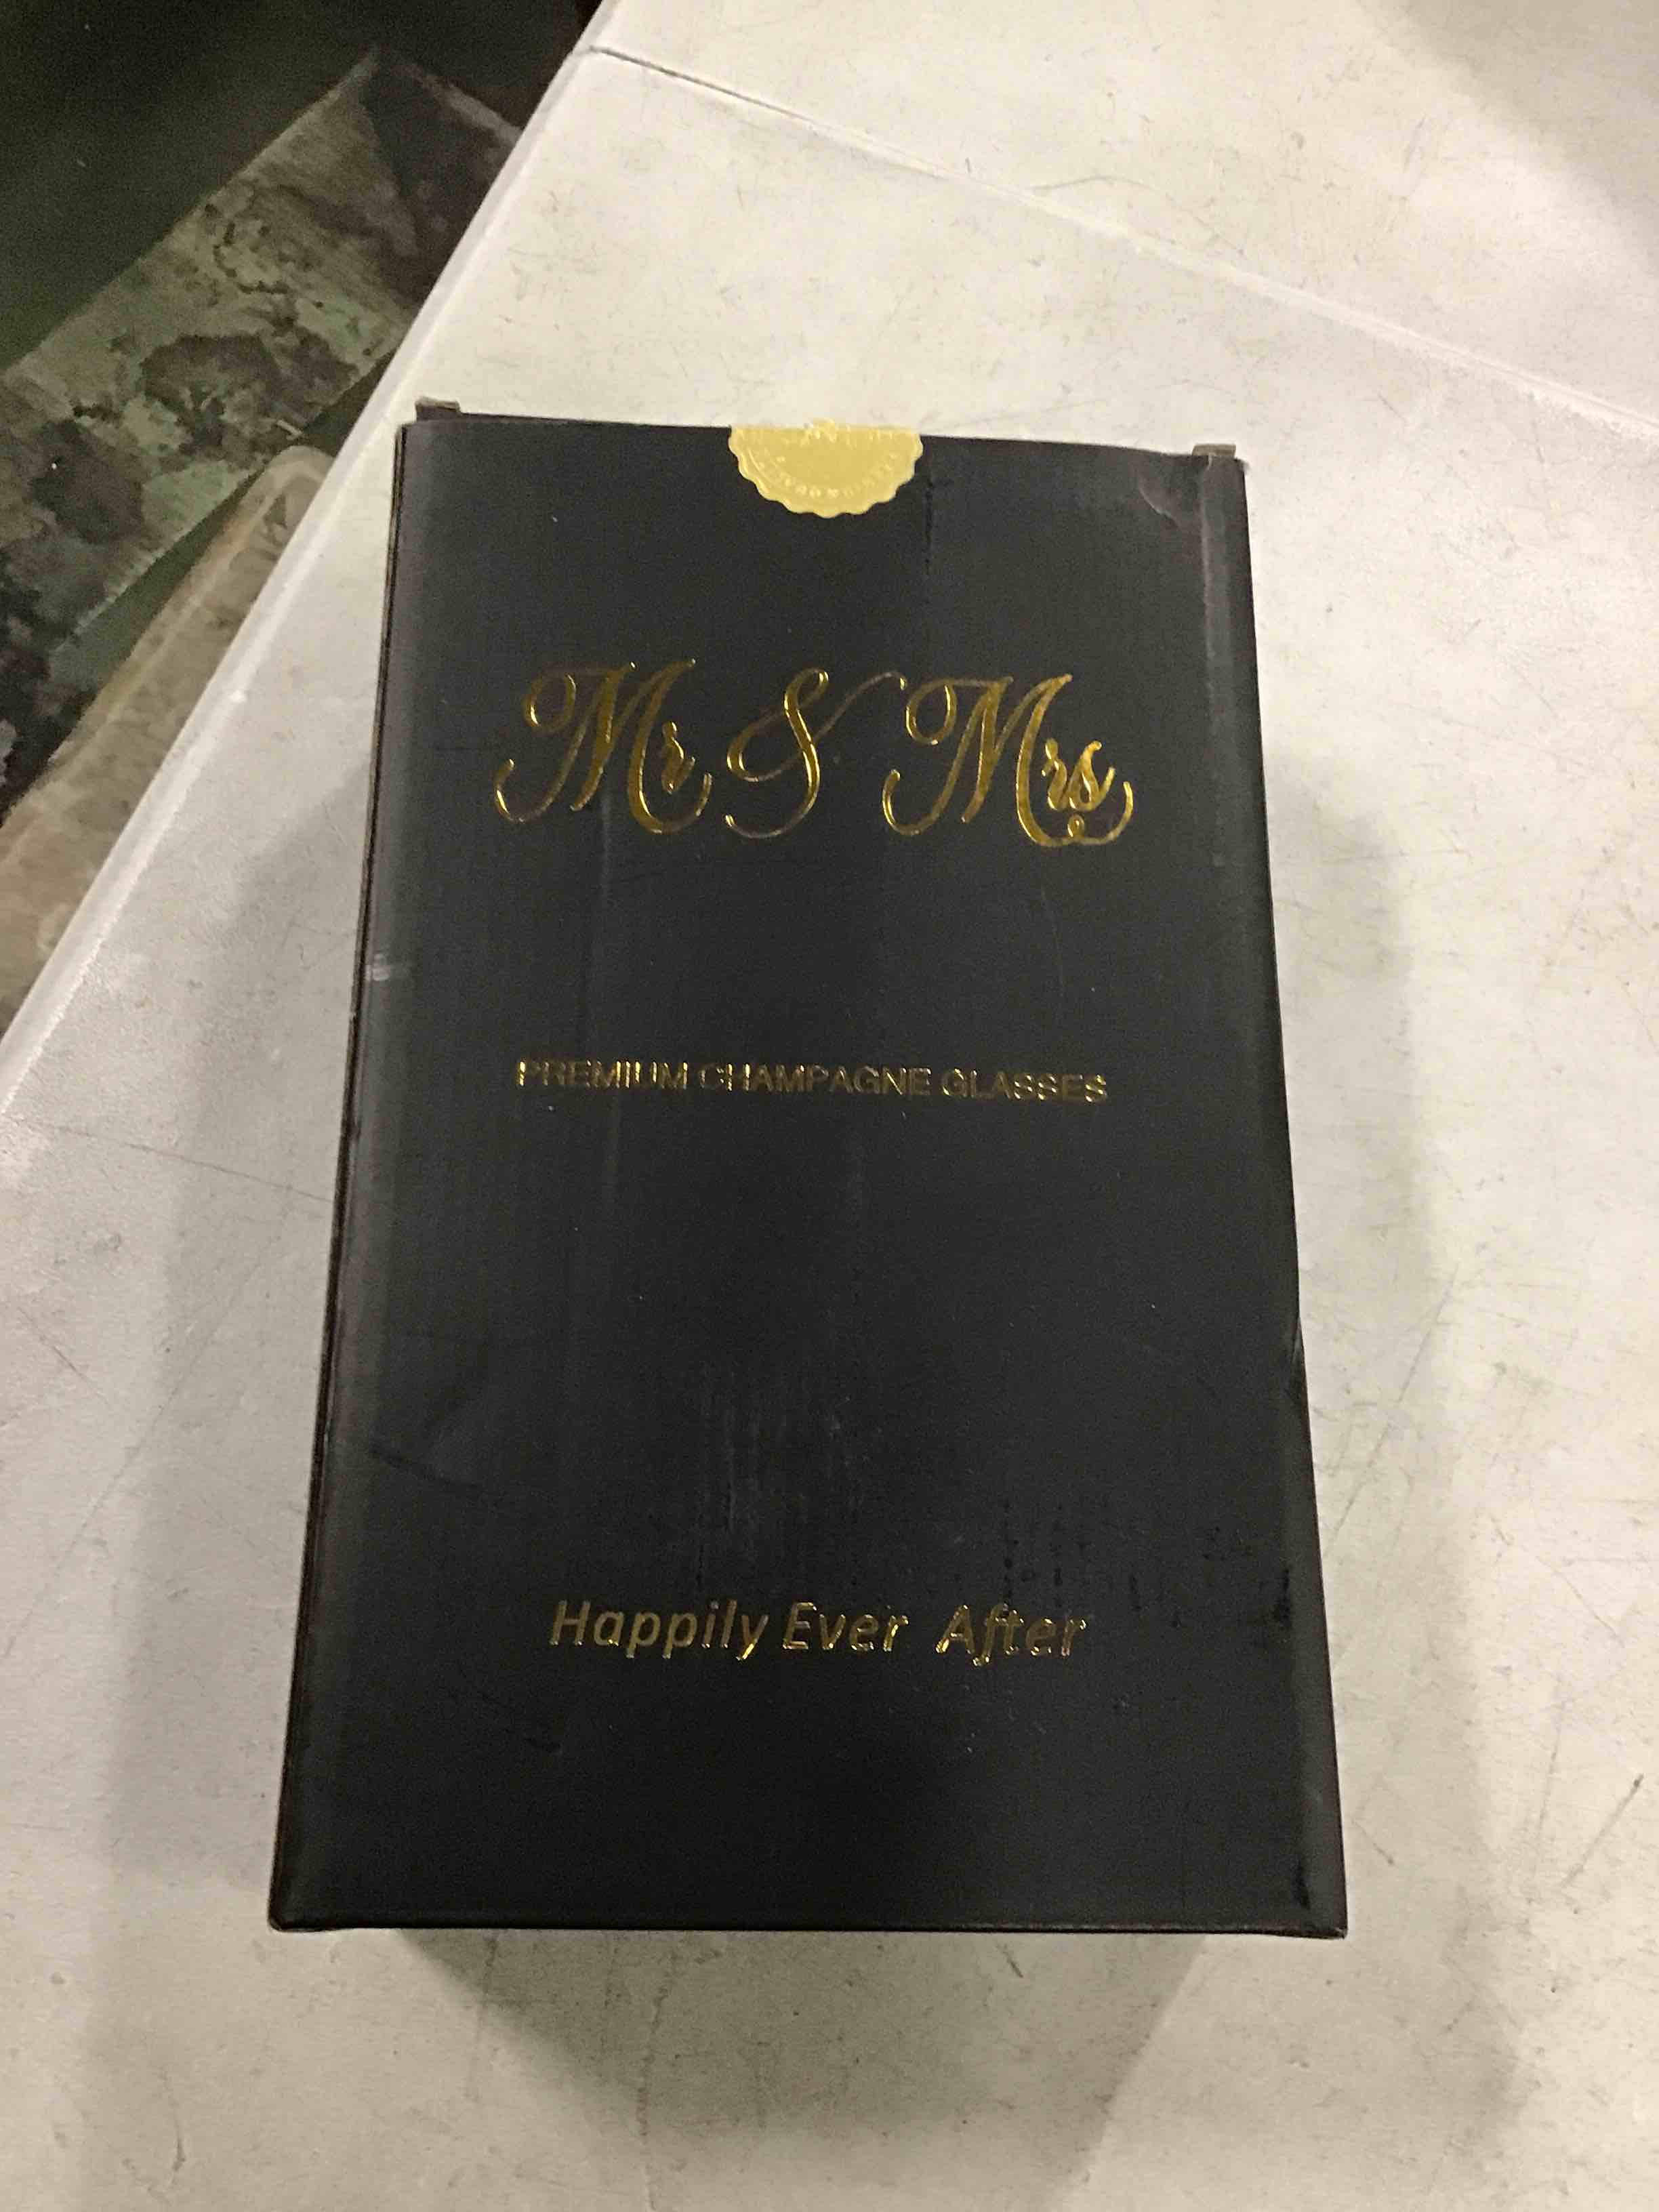 Mr & Mrs
PREMIUM CHAMPAGNE GLASSES
Happily Ever After